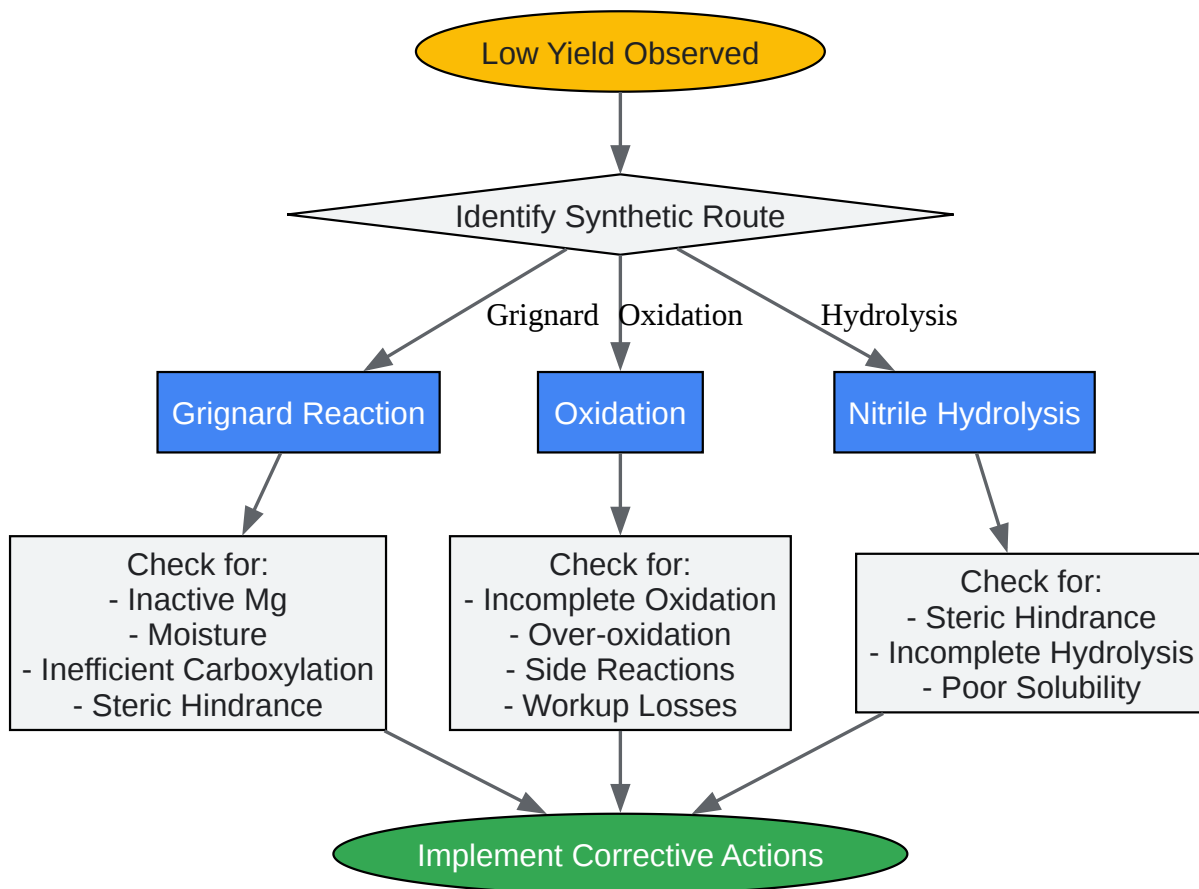 Low Yield Observed
Identify Synthetic Route
Grignard
Oxidation
Hydrolysis
Grignard Reaction
Oxidation
Nitrile Hydrolysis
Check for:
- Inactive Mg
- Moisture
- Inefficient Carboxylation
- Steric Hindrance
Check for:
- Incomplete Oxidation
- Over-oxidation
- Side Reactions
- Workup Losses
Check for:
- Steric Hindrance
- Incomplete Hydrolysis
- Poor Solubility
Implement Corrective Actions